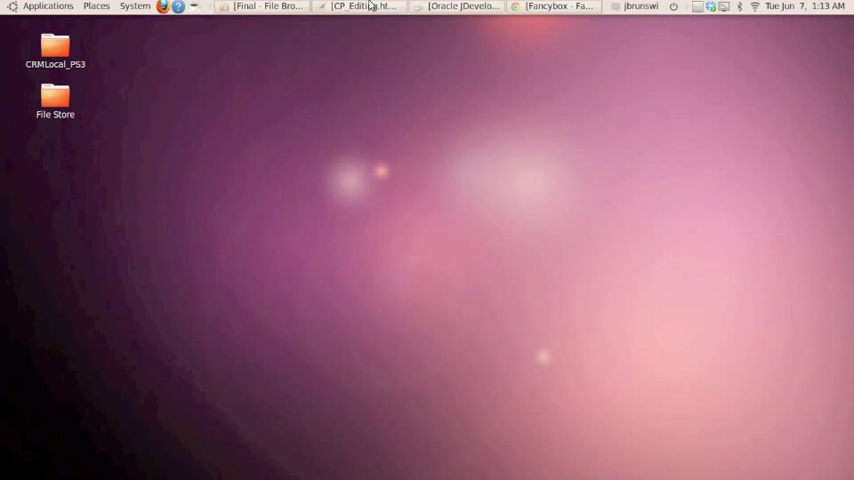 Applications Places System [Final - File Bro... [CP_Edit ht... [Oracle JDevelo... [Fancybox - Fa... jbrunswi Tue Jun 7, 1:13 AM
CRMLocal_PS3
File Store